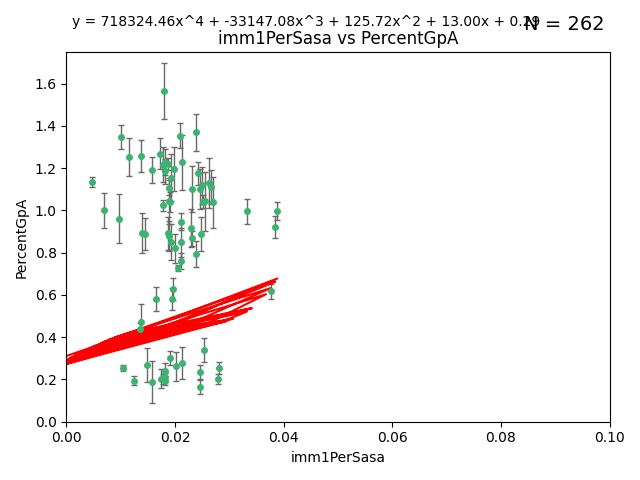 y = 718324.46x^4 + -33147.08x^3 + 125.72x^2 + 13.00x + 0.29
N = 262
imm1PerSasa vs PercentGpA
PercentGpA
1.6
1.4
1.2
1.0
0.8
0.6
0.4
0.2
0.0
0.00 0.02 0.04 0.06 0.08 0.10
imm1PerSasa